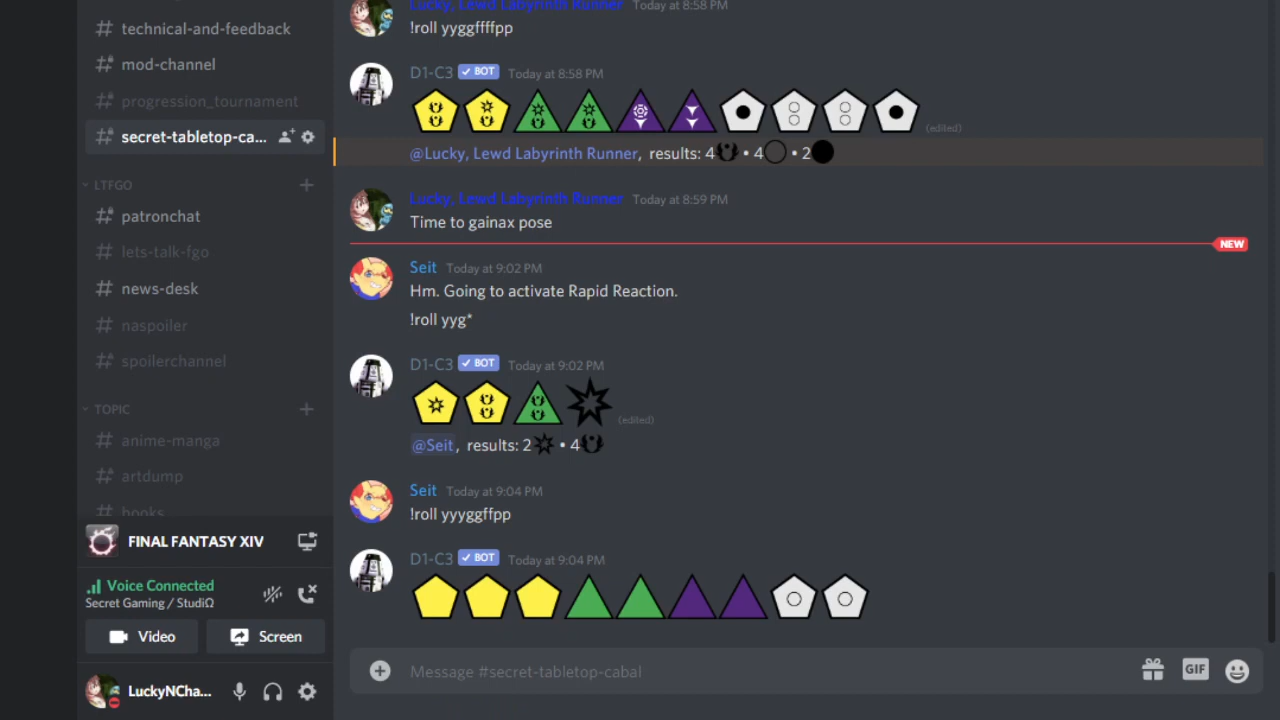 technical-and-feedback
mod-channel
progression_tournament
secret-tabletop-ca...
LTFGO
patronchat
lets-talk-fgo
news-desk
naspoiler
spoilerchannel
TOPIC
anime-manga
artdump
books
FINAL FANTASY XIV
Voice Connected
Secret Gaming / StudiΩ
Video
Screen
LuckyNCha...
Lucky, Lewd Labyrinth Runner Today at 8:58 PM
!roll yyggffffpp
D1-C3 ✓ BOT Today at 8:58 PM
(edited)
@Lucky, Lewd Labyrinth Runner, results: 4 • 4 • 2
Lucky, Lewd Labyrinth Runner Today at 8:59 PM
Time to gainax pose
NEW
Seit Today at 9:02 PM
Hm. Going to activate Rapid Reaction.
!roll yyg*
D1-C3 ✓ BOT Today at 9:02 PM
(edited)
@Seit, results: 2 • 4
Seit Today at 9:04 PM
!roll yyyggffpp
D1-C3 ✓ BOT Today at 9:04 PM
Message #secret-tabletop-cabal
GIF